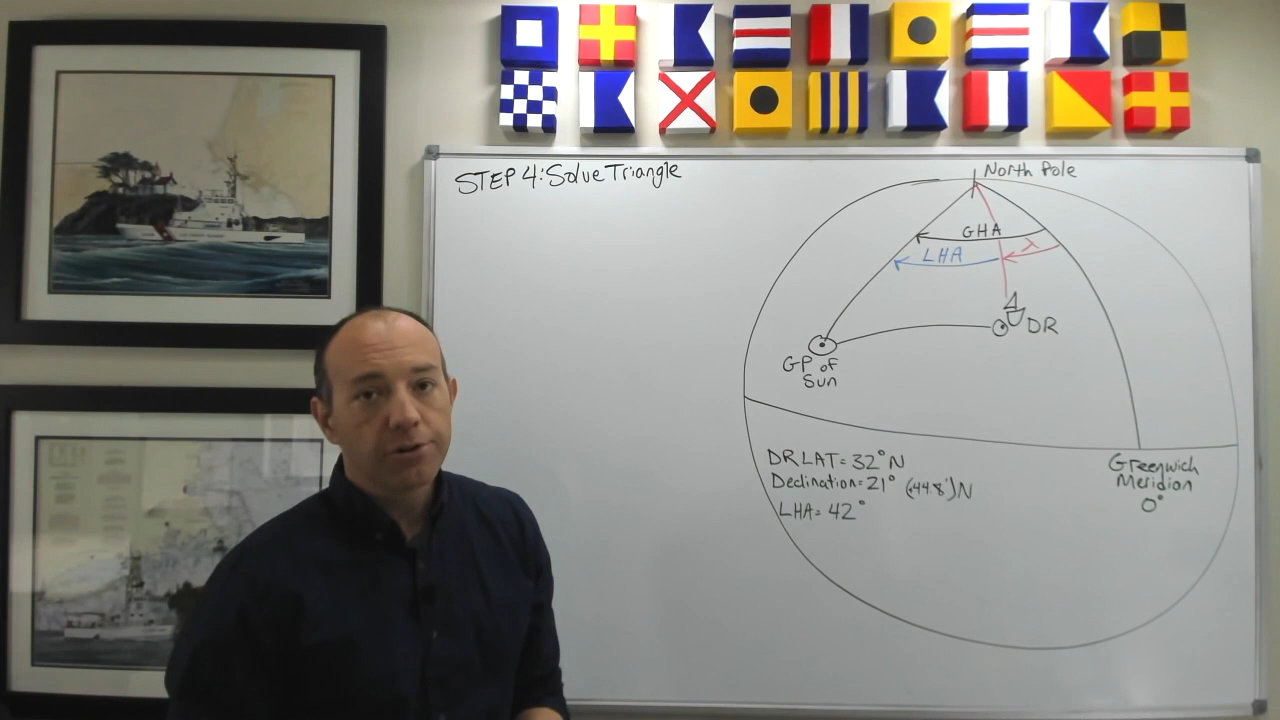 STEP 4: Solve Triangle
North Pole
GHA
LHA
λ
DR
GP of
Sun
DR LAT = 32° N
Declination = 21° (+44.8') N
LHA = 42°
Greenwich
Meridian
0°